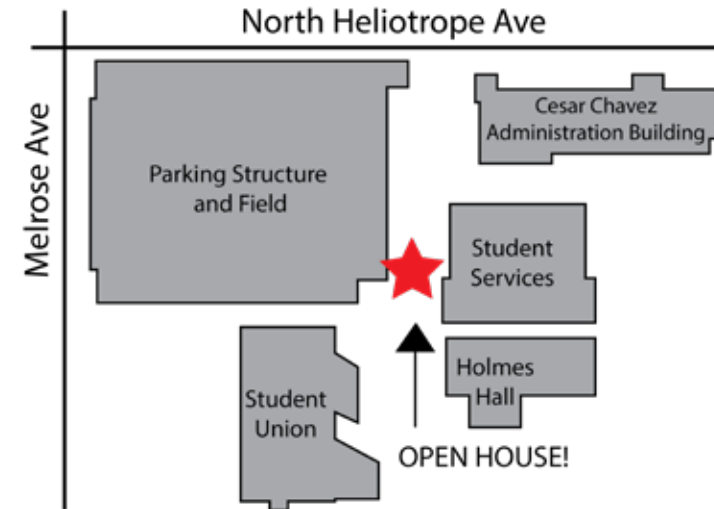 North Heliotrope Ave
Melrose Ave
Cesar Chavez
Administration Building
Parking Structure
and Field
Student
Services
Holmes
Hall
Student
Union
OPEN HOUSE!